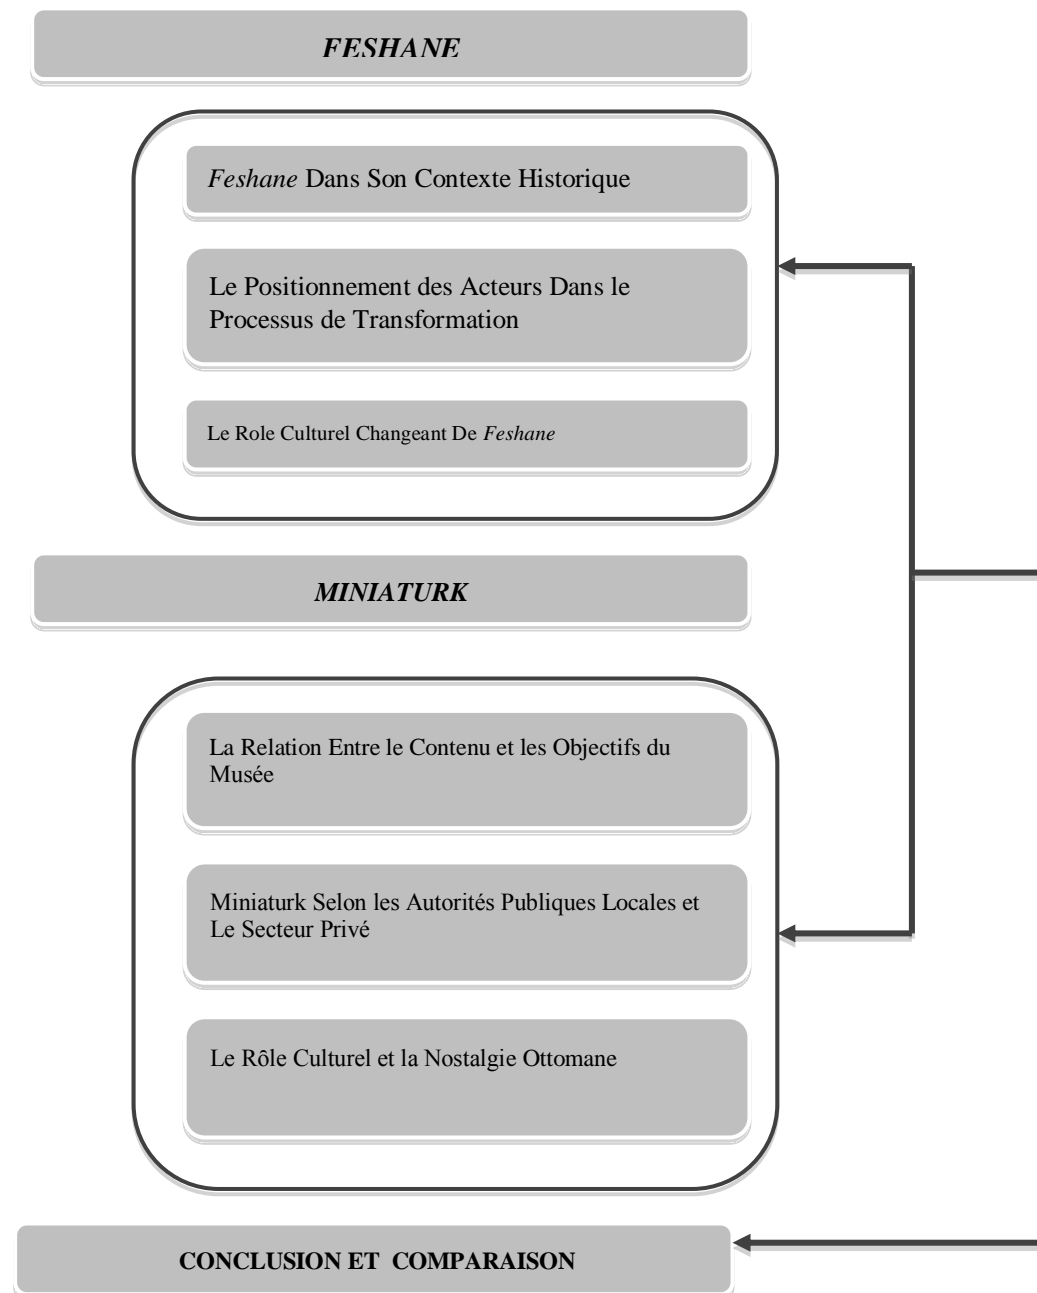 FESHANE
Feshane Dans Son Contexte Historique
Le Positionnement des Acteurs Dans le
Processus de Transformation
Le Role Culturel Changeant De Feshane
MINIATURK
La Relation Entre le Contenu et les Objectifs du
Musée
Miniaturk Selon les Autorités Publiques Locales et
Le Secteur Privé
Le Rôle Culturel et la Nostalgie Ottomane
CONCLUSION ET COMPARAISON